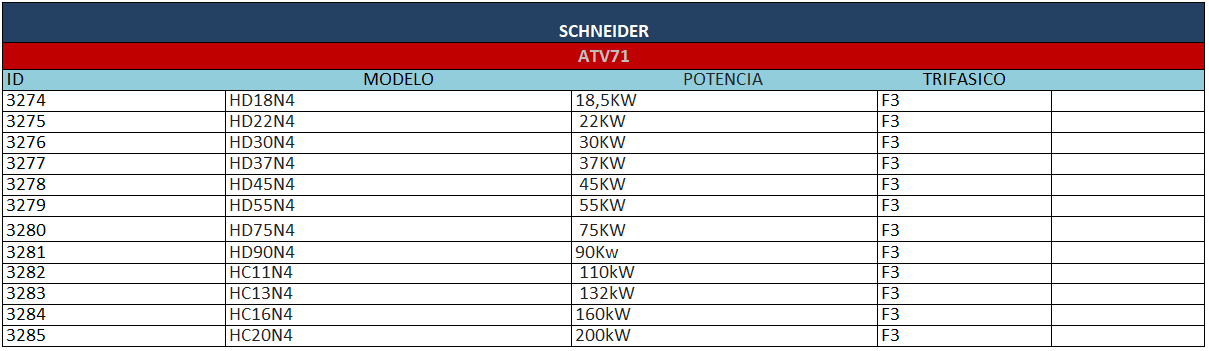 SCHNEIDER
ATV71
ID MODELO POTENCIA TRIFASICO
3274 HD18N4 18,5KW F3
3275 HD22N4 22KW F3
3276 HD30N4 30KW F3
3277 HD37N4 37KW F3
3278 HD45N4 45KW F3
3279 HD55N4 55KW F3
3280 HD75N4 75KW F3
3281 HD90N4 90Kw F3
3282 HC11N4 110kW F3
3283 HC13N4 132kW F3
3284 HC16N4 160kW F3
3285 HC20N4 200kW F3